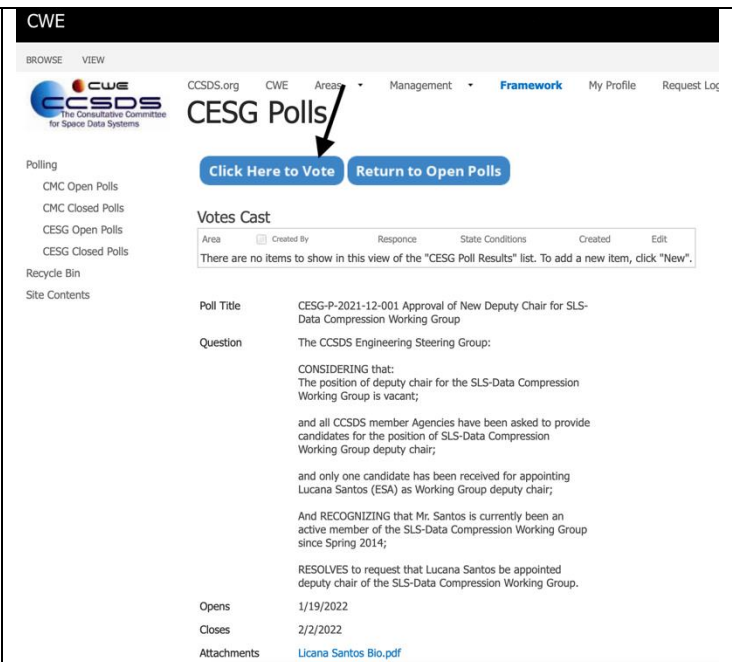 CWE
BROWSE VIEW
CWE
CCSDS
The Consultative Committee
for Space Data Systems
CCSDS.org CWE Areas Management Framework My Profile Request Log
CESG Polls
Polling
CMC Open Polls
CMC Closed Polls
CESG Open Polls
CESG Closed Polls
Recycle Bin
Site Contents
Click Here to Vote Return to Open Polls
Votes Cast
Area Created By Responce State Conditions Created Edit
There are no items to show in this view of the "CESG Poll Results" list. To add a new item, click "New".
Poll Title CESG-P-2021-12-001 Approval of New Deputy Chair for SLS-
Data Compression Working Group
Question The CCSDS Engineering Steering Group:
CONSIDERING that:
The position of deputy chair for the SLS-Data Compression
Working Group is vacant;
and all CCSDS member Agencies have been asked to provide
candidates for the position of SLS-Data Compression
Working Group deputy chair;
and only one candidate has been received for appointing
Lucana Santos (ESA) as Working Group deputy chair;
And RECOGNIZING that Mr. Santos is currently been an
active member of the SLS-Data Compression Working Group
since Spring 2014;
RESOLVES to request that Lucana Santos be appointed
deputy chair of the SLS-Data Compression Working Group.
Opens 1/19/2022
Closes 2/2/2022
Attachments Licana Santos Bio.pdf